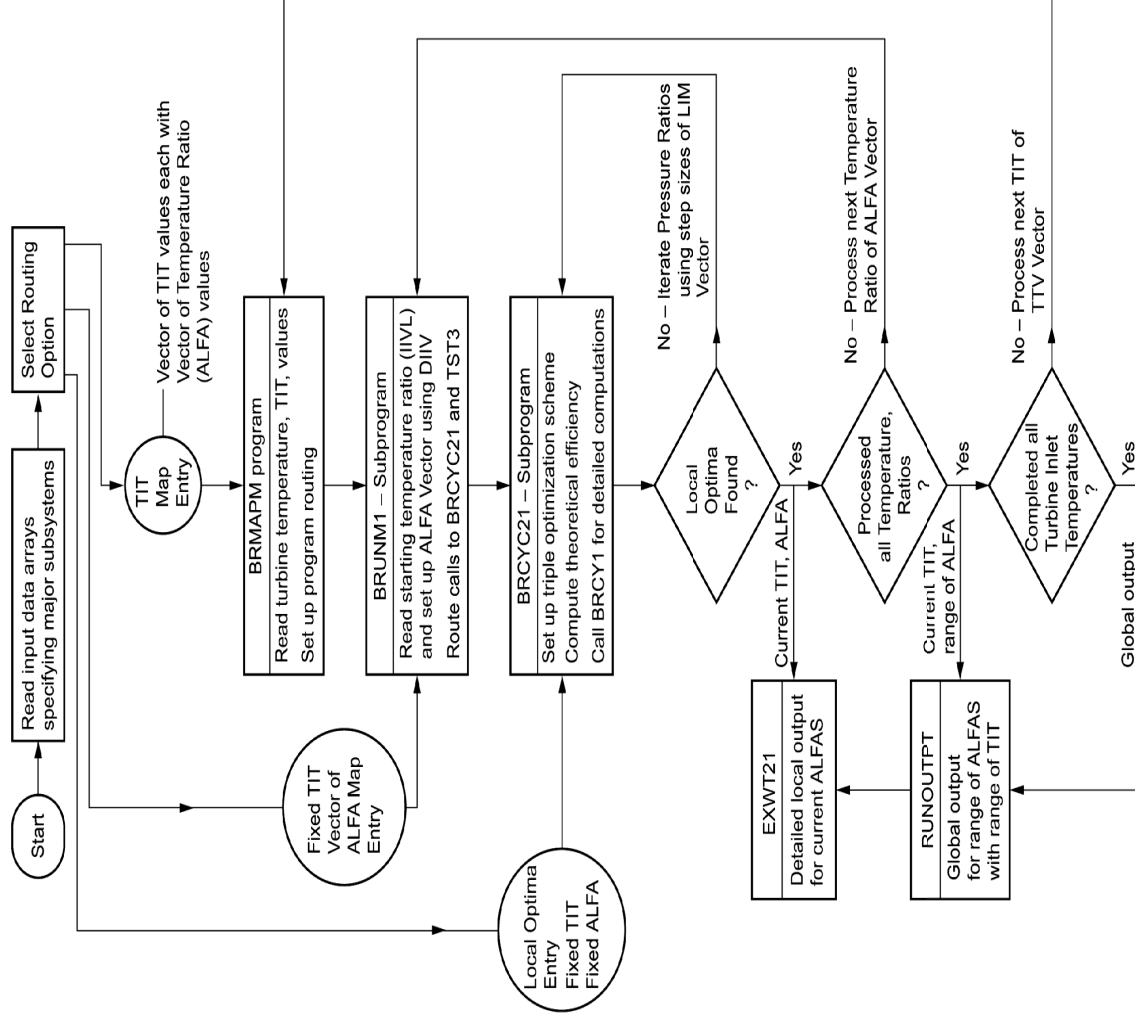 Start
Read input data arrays
specifying major subsystems
Select Routing
Option
TIT
Map
Entry
Vector of TIT values each with
Vector of Temperature Ratio
(ALFA) values
BRMAPM program
Read turbine temperature, TIT, values
Set up program routing
Fixed TIT
Vector of
ALFA Map
Entry
BRUNM1 – Subprogram
Read starting temperature ratio (IIVL)
and set up ALFA Vector using DIIV
Route calls to BRCYC21 and TST3
Local Optima
Entry
Fixed TIT
Fixed ALFA
BRCYC21 – Subprogram
Set up triple optimization scheme
Compute theoretical efficiency
Call BRCY1 for detailed computations
Local
Optima
Found
?
No – Iterate Pressure Ratios
using step sizes of LIM
Vector
Yes
Current TIT, ALFA
EXWT21
Detailed local output
for current ALFAS
Processed
all Temperature,
Ratios
?
No – Process next Temperature
Ratio of ALFA Vector
Yes
Current TIT,
range of ALFA
RUNOUTPT
Global output
for range of ALFAS
with range of TIT
Completed all
Turbine Inlet
Temperatures
?
No – Process next TIT of
TTV Vector
Yes
Global output